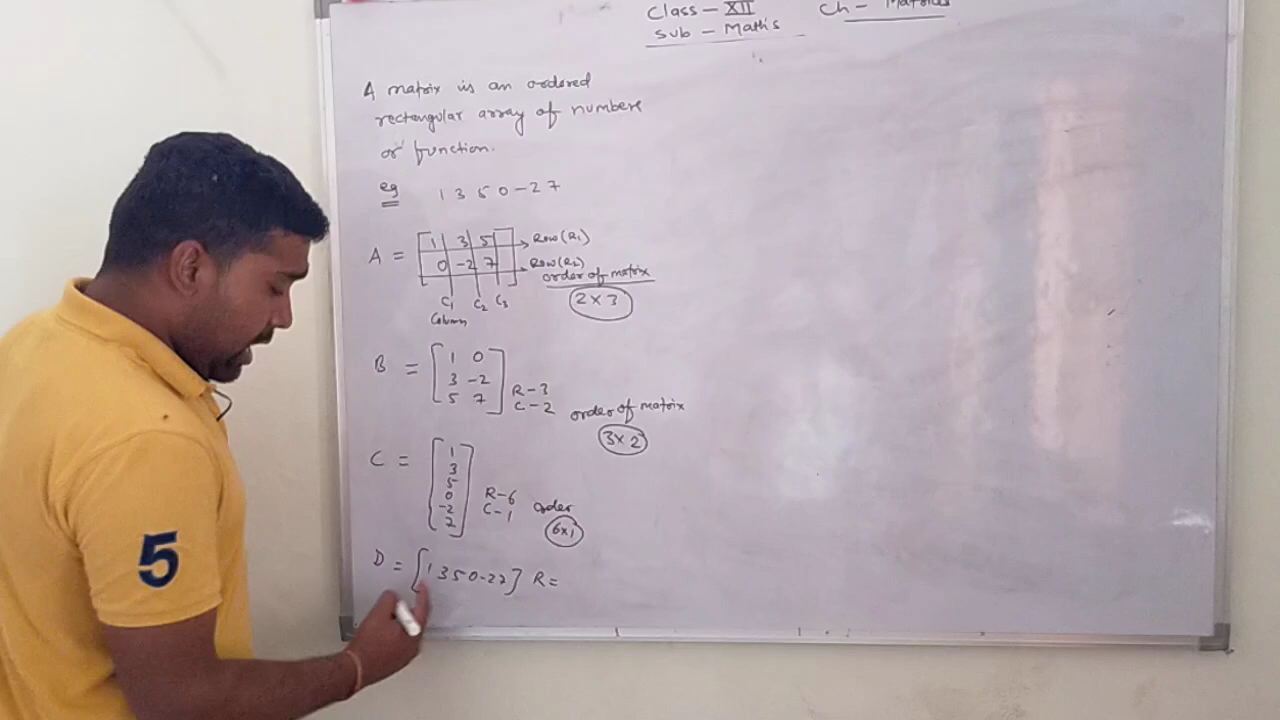 Class - XII Ch - Matrices
Sub - Maths
A matrix is an ordered
rectangular array of numbers
or function.
eg 1 3 5 0 -2 7
A = [1 3 5 → Row (R1)
0 -2 7] → Row (R2)
order of matrix
C1 C2 C3 2 × 3
Column
B = [1 0
3 -2
5 7] R-3
C-2 order of matrix
3 × 2
C = [1
3
5
0 R-6
-2 C-1 order
7] 6×1
D = [1 3 5 0 -2 7] R =
5